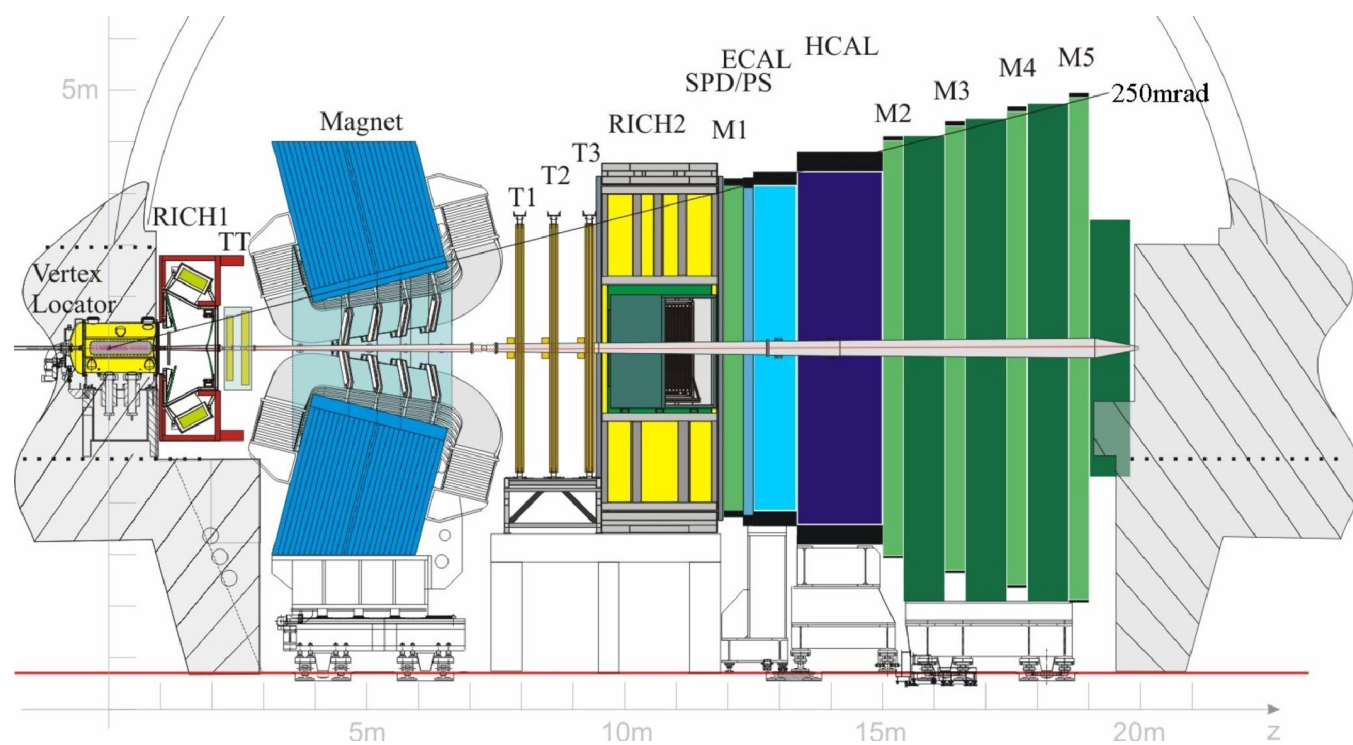 5m
Magnet
RICH1
TT
Vertex
Locator
T1
T2
T3
RICH2
SPD/PS
ECAL
HCAL
M1
M2
M3
M4
M5
250mrad
5m
10m
15m
20m
z